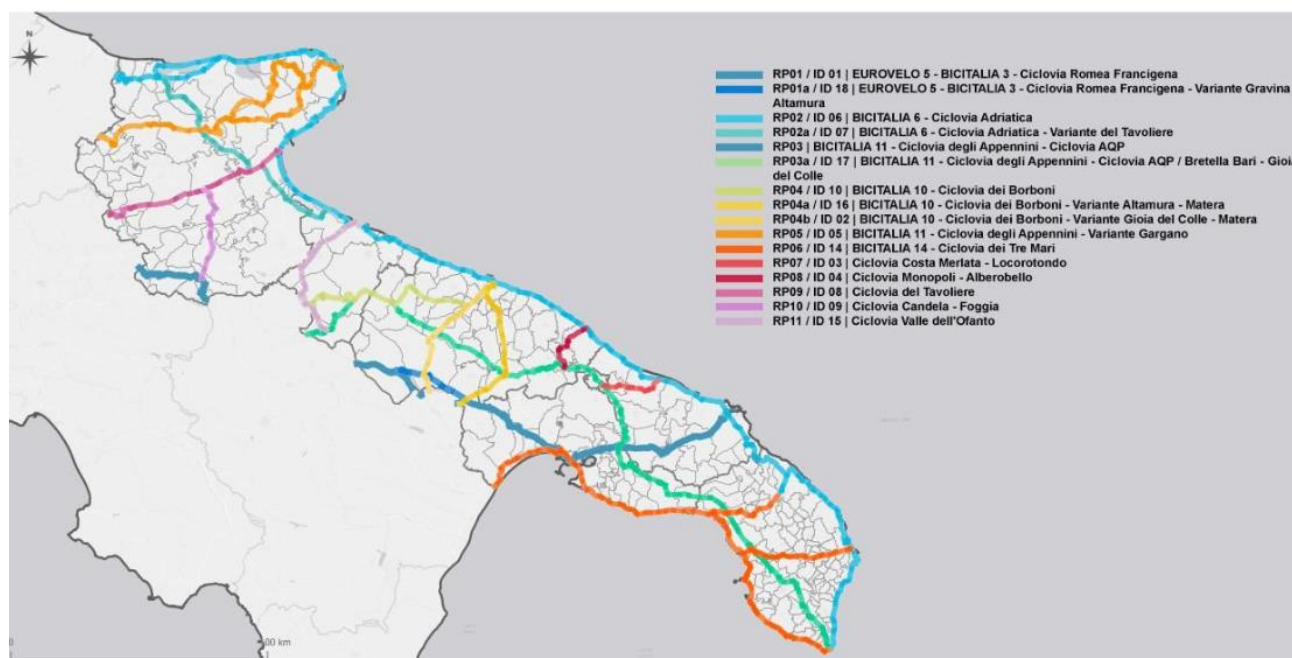 N
RP01 / ID 01 | EUROVELO 5 - BICITALIA 3 - Ciclovia Romea Francigena
RP01a / ID 18 | EUROVELO 5 - BICITALIA 3 - Ciclovia Romea Francigena - Variante Gravina
Altamura
RP02 / ID 06 | BICITALIA 6 - Ciclovia Adriatica
RP02a / ID 07 | BICITALIA 6 - Ciclovia Adriatica - Variante del Tavoliere
RP03 | BICITALIA 11 - Ciclovia degli Appennini - Ciclovia AQP
RP03a / ID 17 | BICITALIA 11 - Ciclovia degli Appennini - Ciclovia AQP / Bretella Bari - Gioia
del Colle
RP04 / ID 10 | BICITALIA 10 - Ciclovia dei Borboni
RP04a / ID 16 | BICITALIA 10 - Ciclovia dei Borboni - Variante Altamura - Matera
RP04b / ID 02 | BICITALIA 10 - Ciclovia dei Borboni - Variante Gioia del Colle - Matera
RP05 / ID 05 | BICITALIA 11 - Ciclovia degli Appennini - Variante Gargano
RP06 / ID 14 | BICITALIA 14 - Ciclovia dei Tre Mari
RP07 / ID 03 | Ciclovia Costa Merlata - Locorotondo
RP08 / ID 04 | Ciclovia Monopoli - Alberobello
RP09 / ID 08 | Ciclovia del Tavoliere
RP10 / ID 09 | Ciclovia Candela - Foggia
RP11 / ID 15 | Ciclovia Valle dell'Ofanto
0 00 km